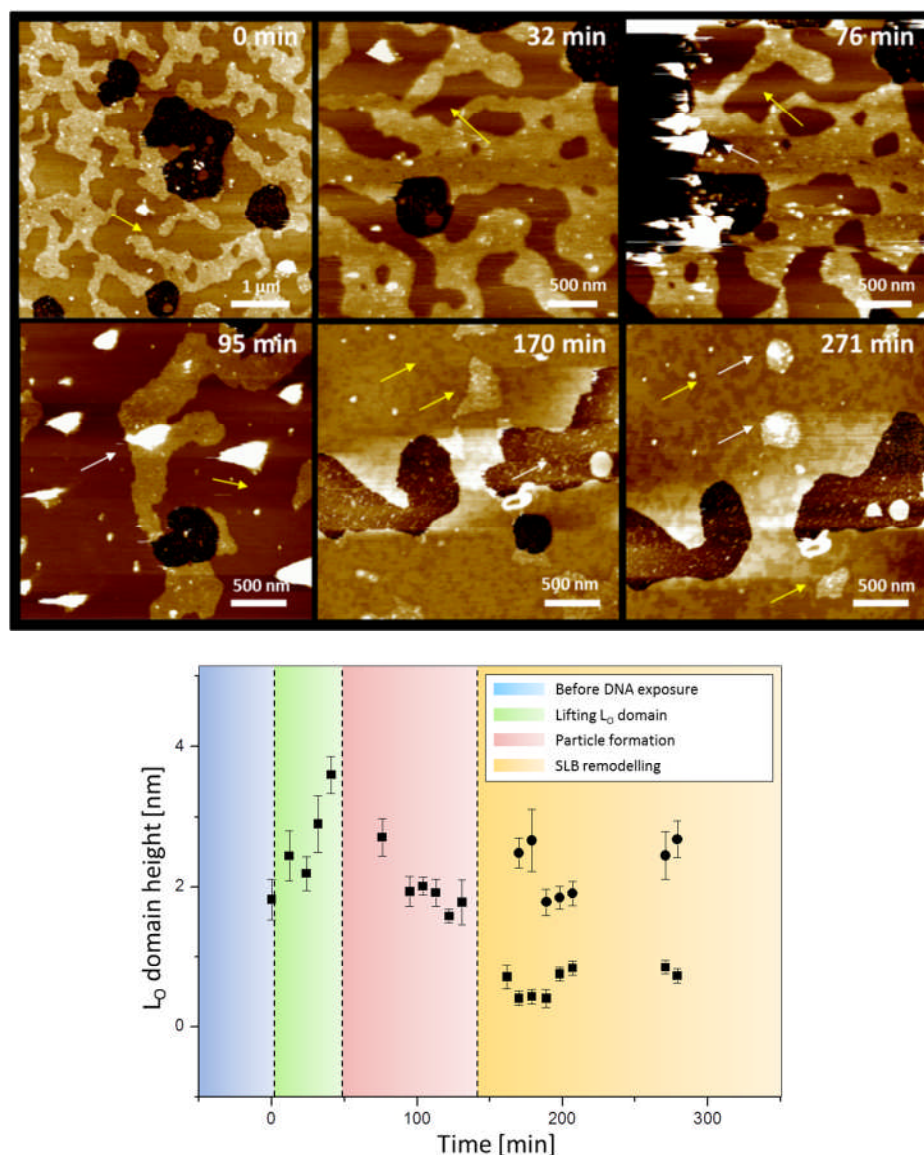 0 min
32 min
76 min
1 µm
500 nm
500 nm
95 min
170 min
271 min
500 nm
500 nm
500 nm
Before DNA exposure
Lifting LO domain
Particle formation
SLB remodelling
4
2
0
LO domain height [nm]
0
100
200
300
Time [min]